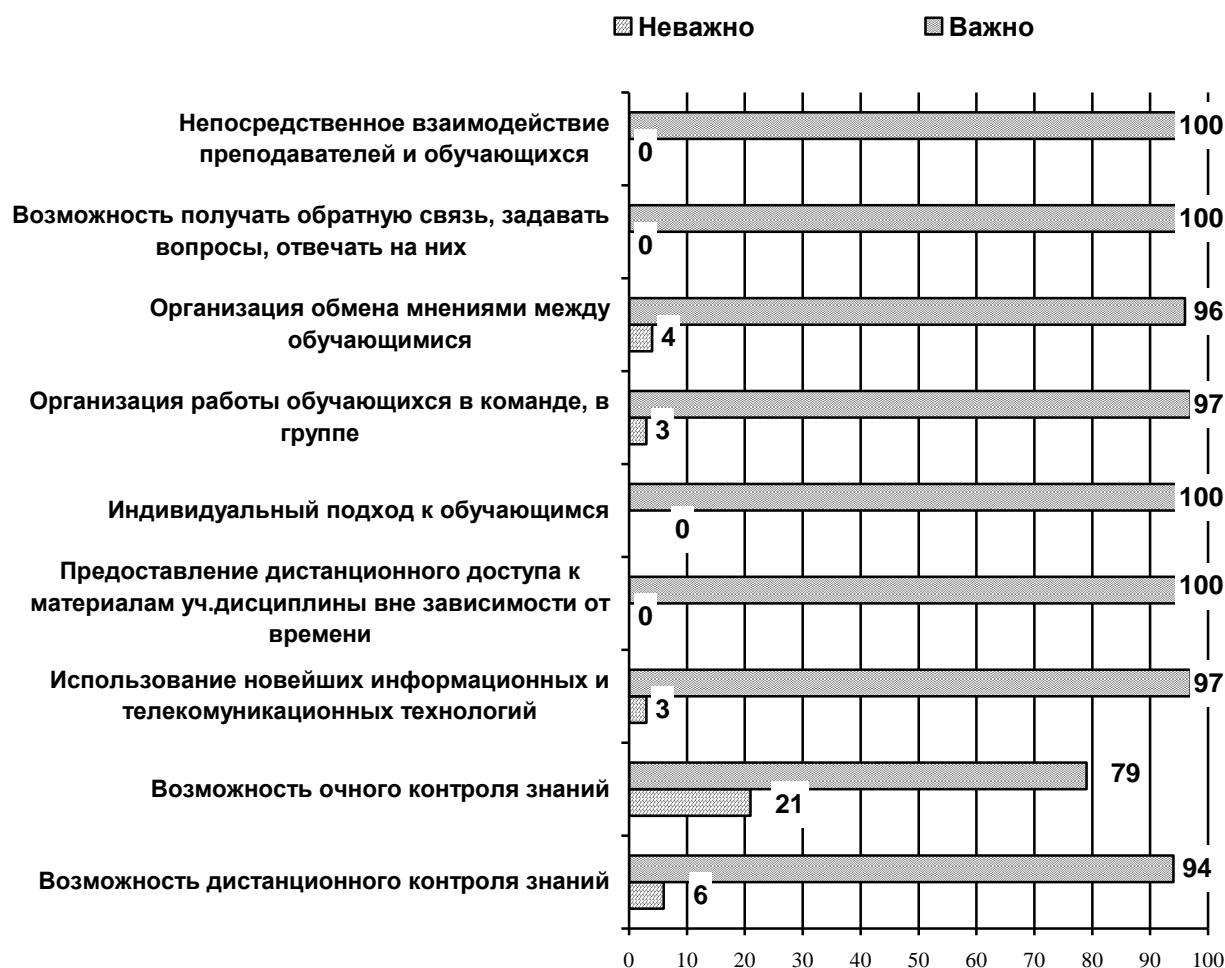 Неважно Важно
Непосредственное взаимодействие
преподавателей и обучающихся
100
0
Возможность получать обратную связь, задавать
вопросы, отвечать на них
100
0
Организация обмена мнениями между
обучающимися
96
4
Организация работы обучающихся в команде, в
группе
97
3
Индивидуальный подход к обучающимся
100
0
Предоставление дистанционного доступа к
материалам уч.дисциплины вне зависимости от
времени
100
0
Использование новейших информационных и
телекомуникационных технологий
97
3
Возможность очного контроля знаний
79
21
Возможность дистанционного контроля знаний
94
6
0 10 20 30 40 50 60 70 80 90 100